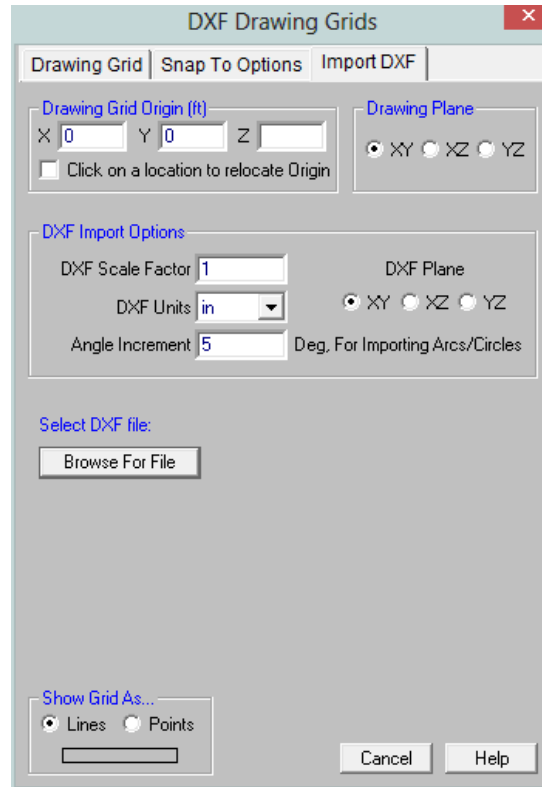 DXF Drawing Grids
Drawing Grid Snap To Options Import DXF
Drawing Grid Origin (ft)
X 0 Y 0 Z
Click on a location to relocate Origin
Drawing Plane
XY XZ YZ
DXF Import Options
DXF Scale Factor 1
DXF Units in
Angle Increment 5 Deg, For Importing Arcs/Circles
DXF Plane
XY XZ YZ
Select DXF file:
Browse For File
Show Grid As...
Lines Points
Cancel Help